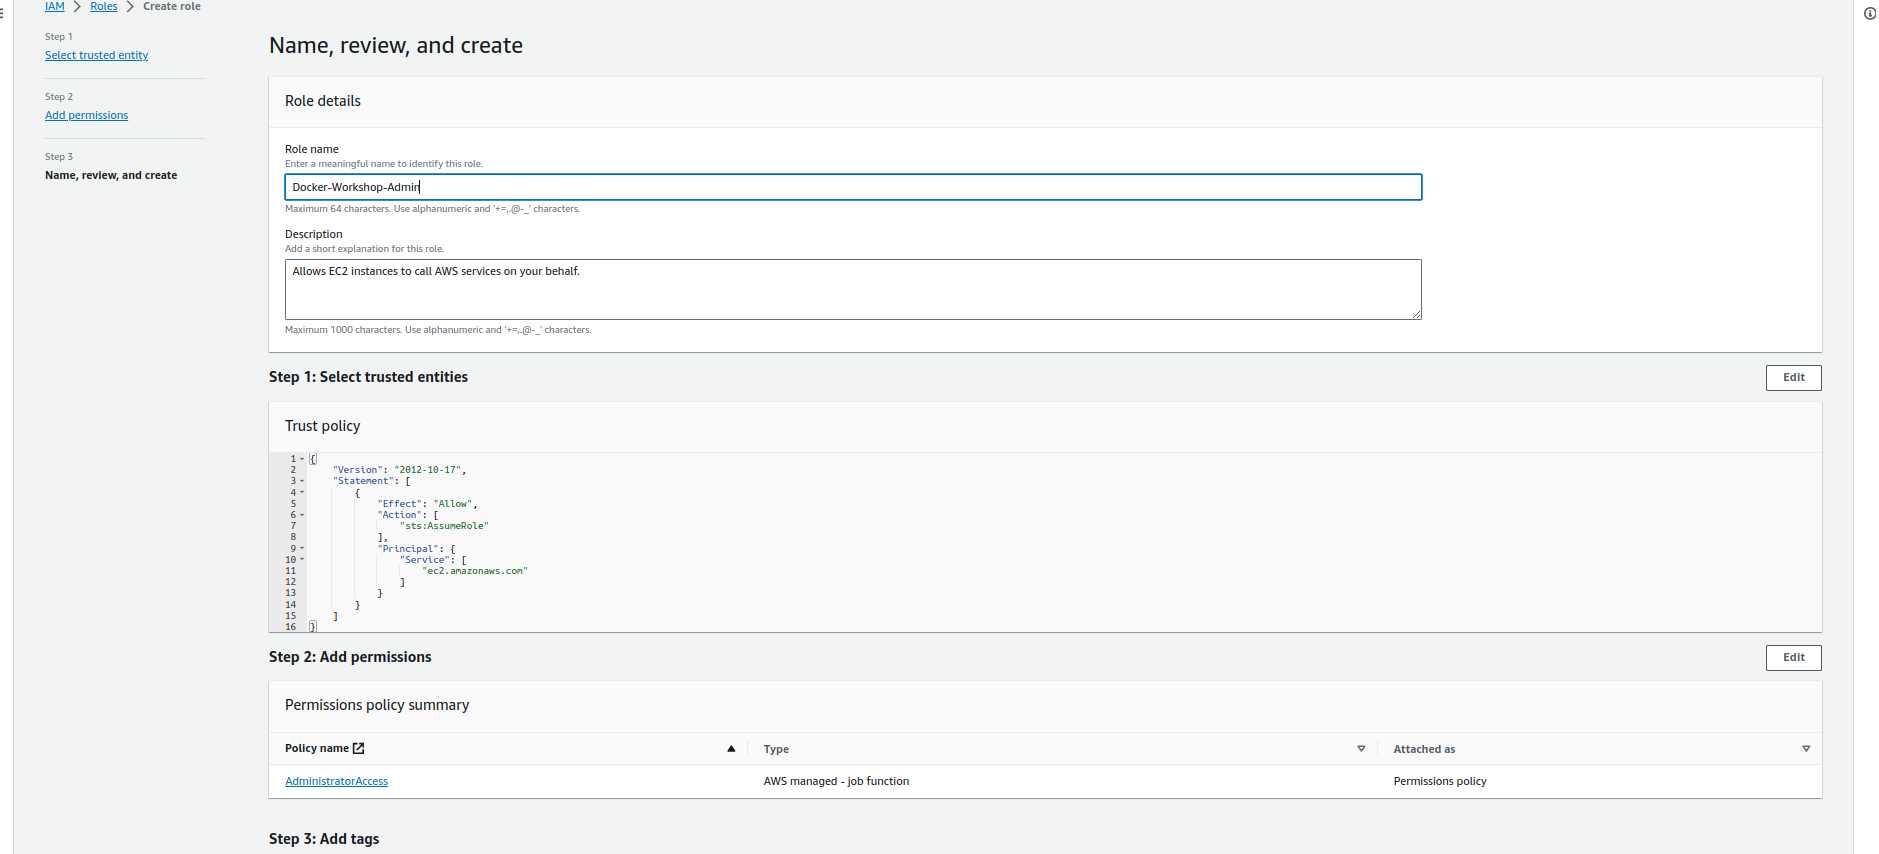 IAM > Roles > Create role
Step 1
Select trusted entity
Step 2
Add permissions
Step 3
Name, review, and create
Name, review, and create
Role details
Role name
Enter a meaningful name to identify this role.
Docker-Workshop-Admin
Maximum 64 characters. Use alphanumeric and '+=,.@-_' characters.
Description
Add a short explanation for this role.
Allows EC2 instances to call AWS services on your behalf.
Maximum 1000 characters. Use alphanumeric and '+=,.@-_' characters.
Step 1: Select trusted entities
Edit
Trust policy
1 {
2 "Version": "2012-10-17",
3 "Statement": [
4 {
5 "Effect": "Allow",
6 "Action": [
7 "sts:AssumeRole"
8 ],
9 "Principal": {
10 "Service": [
11 "ec2.amazonaws.com"
12 ]
13 }
14 }
15 ]
16 }
Step 2: Add permissions
Edit
Permissions policy summary
Policy name Type Attached as
AdministratorAccess AWS managed - job function Permissions policy
Step 3: Add tags